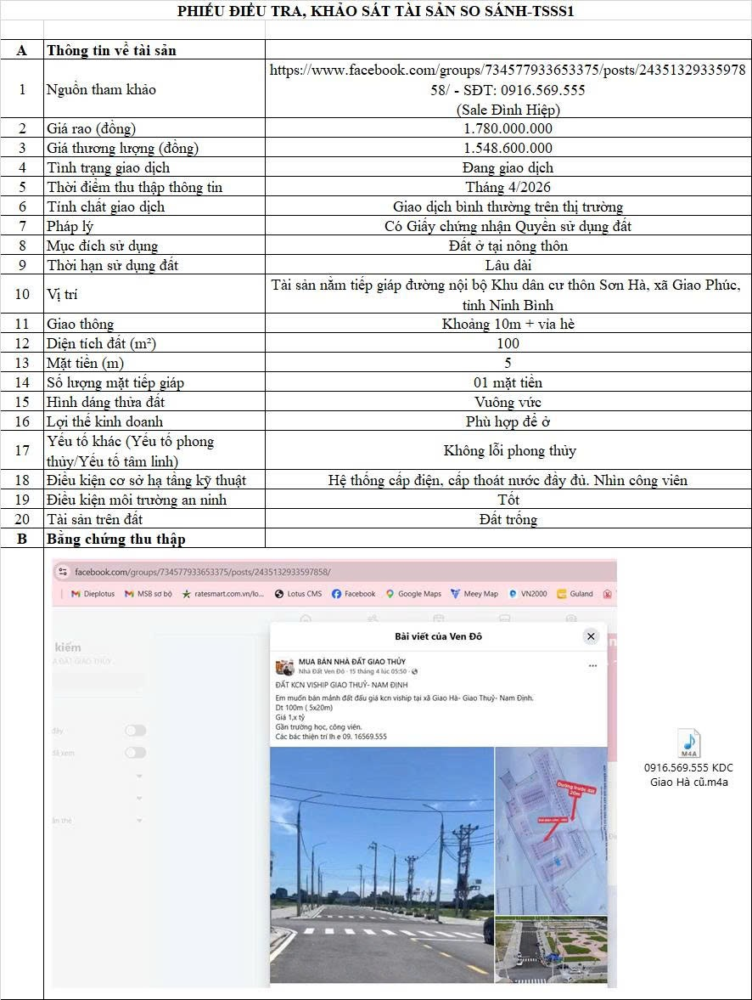 PHIẾU ĐIỀU TRA, KHẢO SÁT TÀI SẢN SO SÁNH-TSSS1
A Thông tin về tài sản
1 Nguồn tham khảo https://www.facebook.com/groups/734577933653375/posts/24351329335978
58/ - SĐT: 0916.569.555
(Sale Đình Hiệp)
2 Giá rao (đồng) 1.780.000.000
3 Giá thương lượng (đồng) 1.548.600.000
4 Tình trạng giao dịch Đang giao dịch
5 Thời điểm thu thập thông tin Tháng 4/2026
6 Tính chất giao dịch Giao dịch bình thường trên thị trường
7 Pháp lý Có Giấy chứng nhận Quyền sử dụng đất
8 Mục đích sử dụng Đất ở tại nông thôn
9 Thời hạn sử dụng đất Lâu dài
10 Vị trí Tài sản nằm tiếp giáp đường nội bộ Khu dân cư thôn Sơn Hà, xã Giao Phúc,
tỉnh Ninh Bình
11 Giao thông Khoảng 10m + vỉa hè
12 Diện tích đất (m²) 100
13 Mặt tiền (m) 5
14 Số lượng mặt tiếp giáp 01 mặt tiền
15 Hình dáng thửa đất Vuông vức
16 Lợi thế kinh doanh Phù hợp để ở
17 Yếu tố khác (Yếu tố phong
thủy/Yếu tố tâm linh) Không lỗi phong thủy
18 Điều kiện cơ sở hạ tầng kỹ thuật Hệ thống cấp điện, cấp thoát nước đầy đủ. Nhìn công viên
19 Điều kiện môi trường an ninh Tốt
20 Tài sản trên đất Đất trống
B Bằng chứng thu thập
facebook.com/groups/734577933653375/posts/2435132933597858/
Dieplotus MSB sơ bộ ratesmart.com.vn/lo... Lotus CMS Facebook Google Maps Meey Map VN2000 Guland
Bài viết của Ven Đô
kiếm
MUA BÁN NHÀ ĐẤT GIAO THỦY
Nhà Đất Ven Đô · 15 tháng 4 lúc 05:50 ·
ĐẤT KCN VISHIP GIAO THUỶ- NAM ĐỊNH
Em muốn bán mảnh đất đấu giá kcn viship tại xã Giao Hà- Giao Thuỷ- Nam Định.
Dt 100m ( 5x20m)
Giá 1,x tỷ
Gần trường học, công viên.
Các bác thiện trí lh e 09. 16569.555
đây
đã xem
ần thẻ
Đường trước đất
20m
M4A
0916.569.555 KDC
Giao Hà cũ.m4a